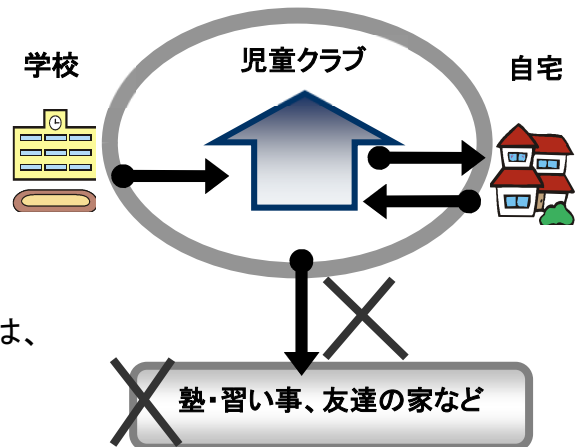 学校
児童クラブ
自宅
は、
塾・習い事、友達の家など